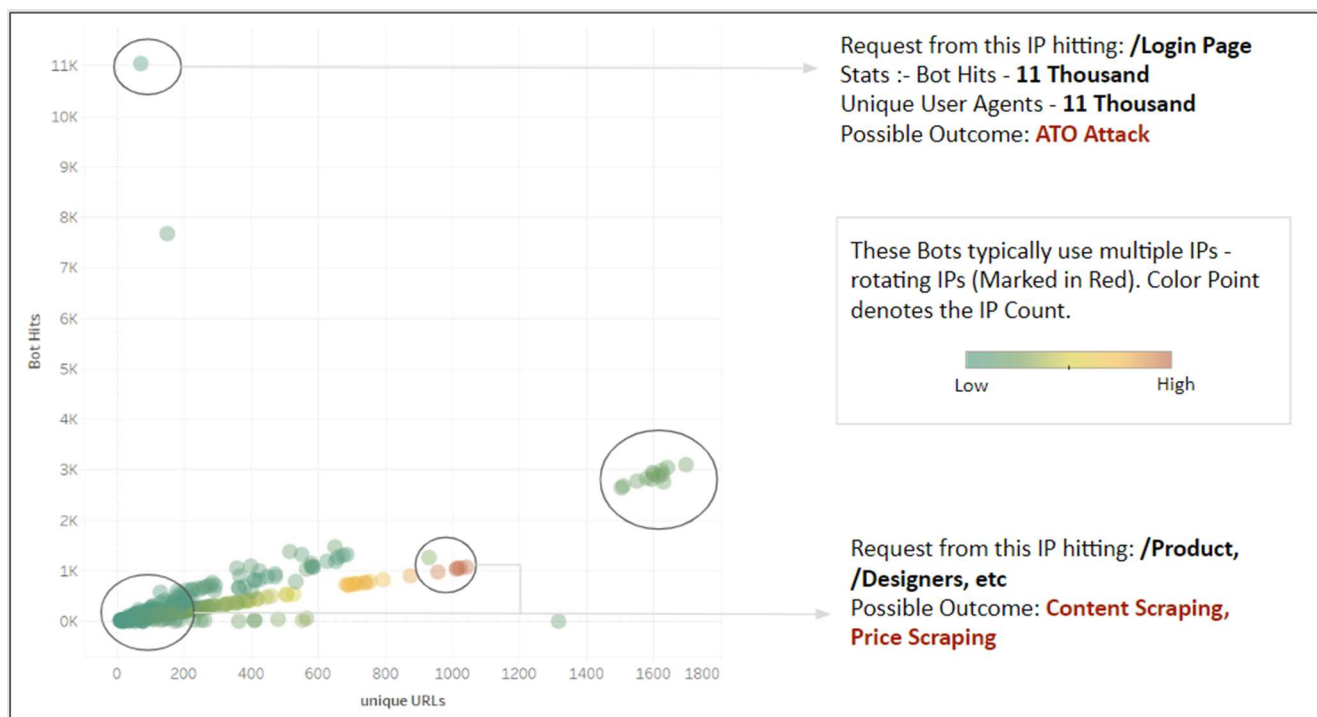 Request from this IP hitting: /Login Page
Stats :- Bot Hits - 11 Thousand
Unique User Agents - 11 Thousand
Possible Outcome: ATO Attack
These Bots typically use multiple IPs -
rotating IPs (Marked in Red). Color Point
denotes the IP Count.
Low
High
Request from this IP hitting: /Product,
/Designers, etc
Possible Outcome: Content Scraping,
Price Scraping
Bot Hits
11K
10K
9K
8K
7K
6K
5K
4K
3K
2K
1K
0K
0
200
400
600
800
1000
1200
1400
1600
1800
unique URLs